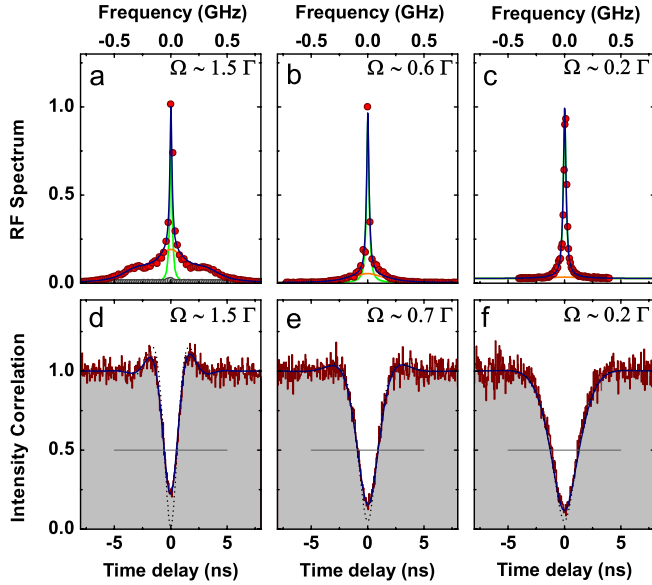 Frequency (GHz) Frequency (GHz) Frequency (GHz)
-0.5 0.0 0.5 -0.5 0.0 0.5 -0.5 0.0 0.5
a Ω ~ 1.5 Γ b Ω ~ 0.6 Γ c Ω ~ 0.2 Γ
1.0
RF Spectrum
0.5
0.0
d Ω ~ 1.5 Γ e Ω ~ 0.7 Γ f Ω ~ 0.2 Γ
1.0
Intensity Correlation
0.5
0.0
-5 0 5 -5 0 5 -5 0 5
Time delay (ns) Time delay (ns) Time delay (ns)